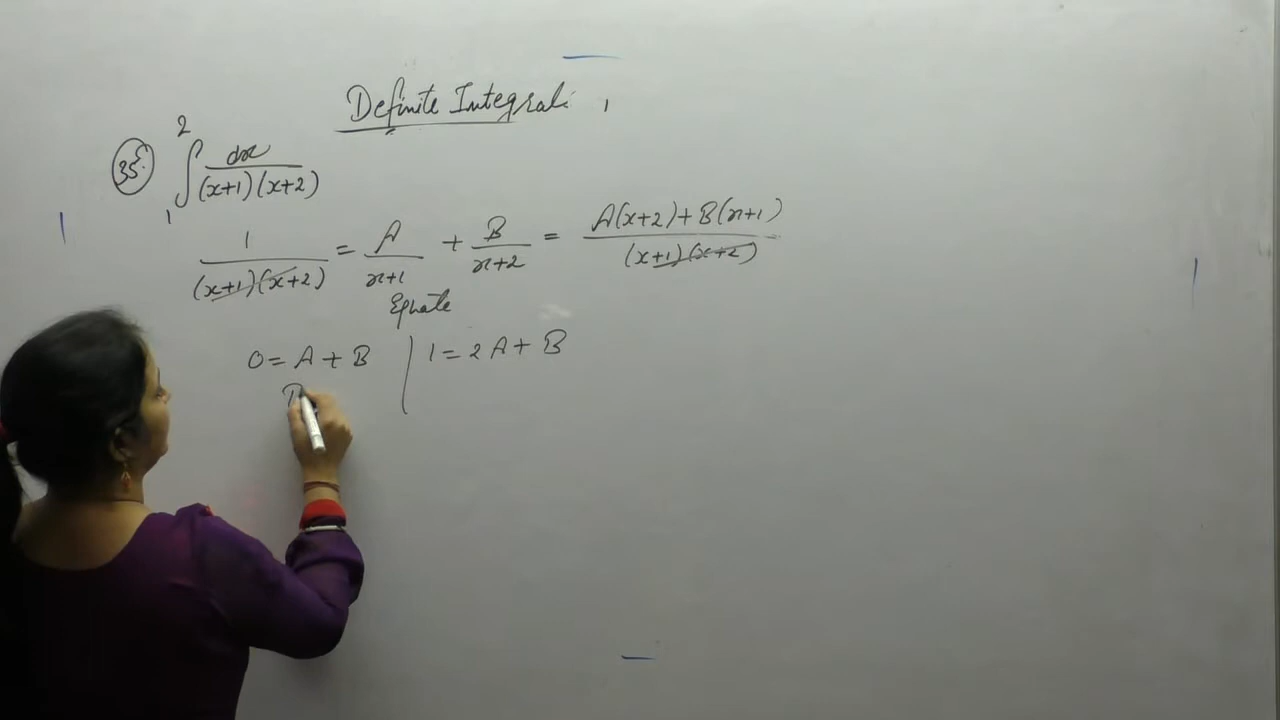 Definite Integral
35. ∫₁² dx/((x+1)(x+2))
1/((x+1)(x+2)) = A/(x+1) + B/(x+2) = (A(x+2)+B(x+1))/((x+1)(x+2))
Equate
0 = A + B | 1 = 2A + B